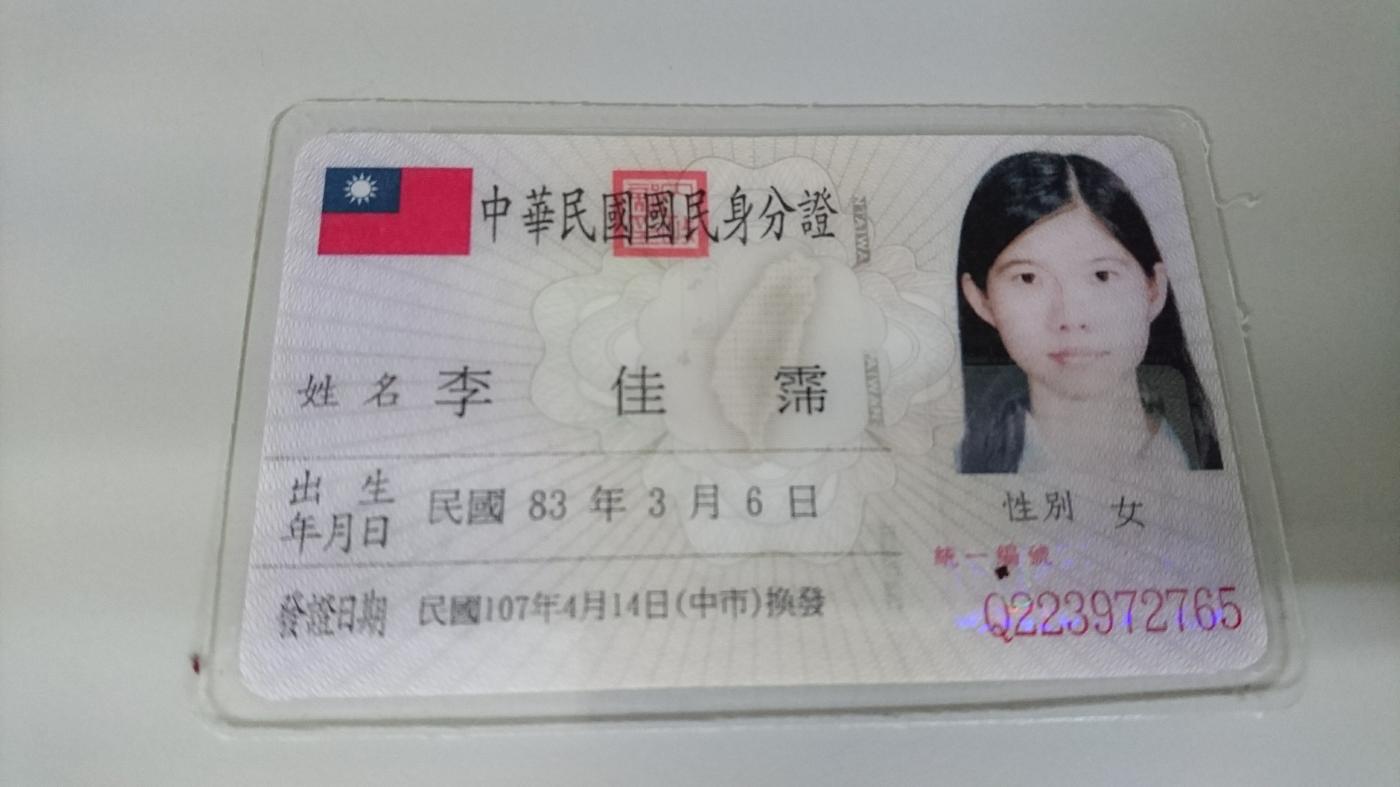 中華民國國民身分證
TAIWAN
姓名 李 佳 霈
出生年月日 民國 83 年 3 月 6 日
發證日期 民國107年4月14日(中市)換發
性別 女
統一編號
Q223972765